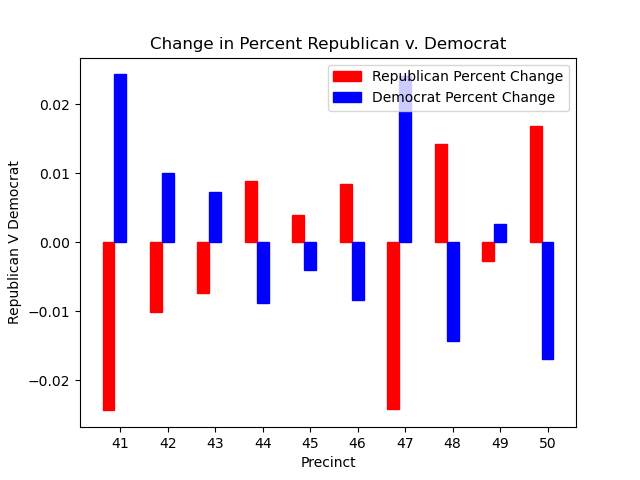 Change in Percent Republican v. Democrat
Republican Percent Change
Democrat Percent Change
Republican V Democrat
0.02
0.01
0.00
−0.01
−0.02
41 42 43 44 45 46 47 48 49 50
Precinct